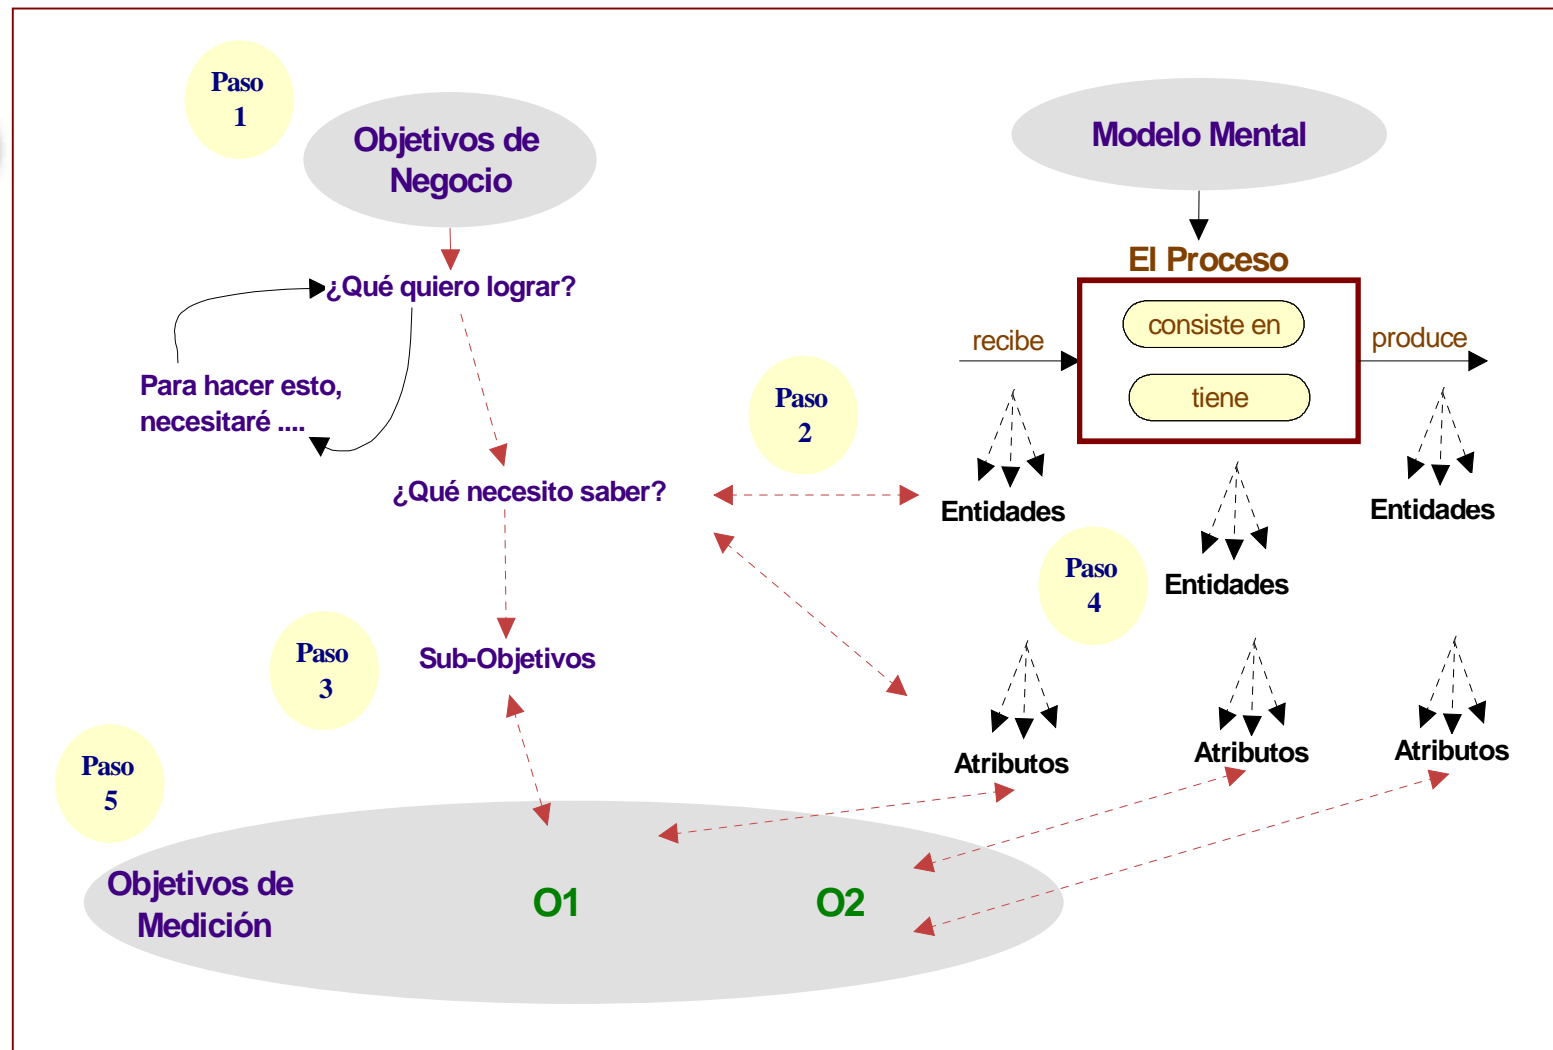 Paso
1
Objetivos de
Negocio
¿Qué quiero lograr?
Para hacer esto,
necesitaré ....
¿Qué necesito saber?
Paso
2
Paso
3
Sub-Objetivos
Modelo Mental
El Proceso
recibe
consiste en
tiene
produce
Entidades
Entidades
Entidades
Paso
4
Atributos
Atributos
Atributos
Paso
5
Objetivos de
Medición
O1
O2